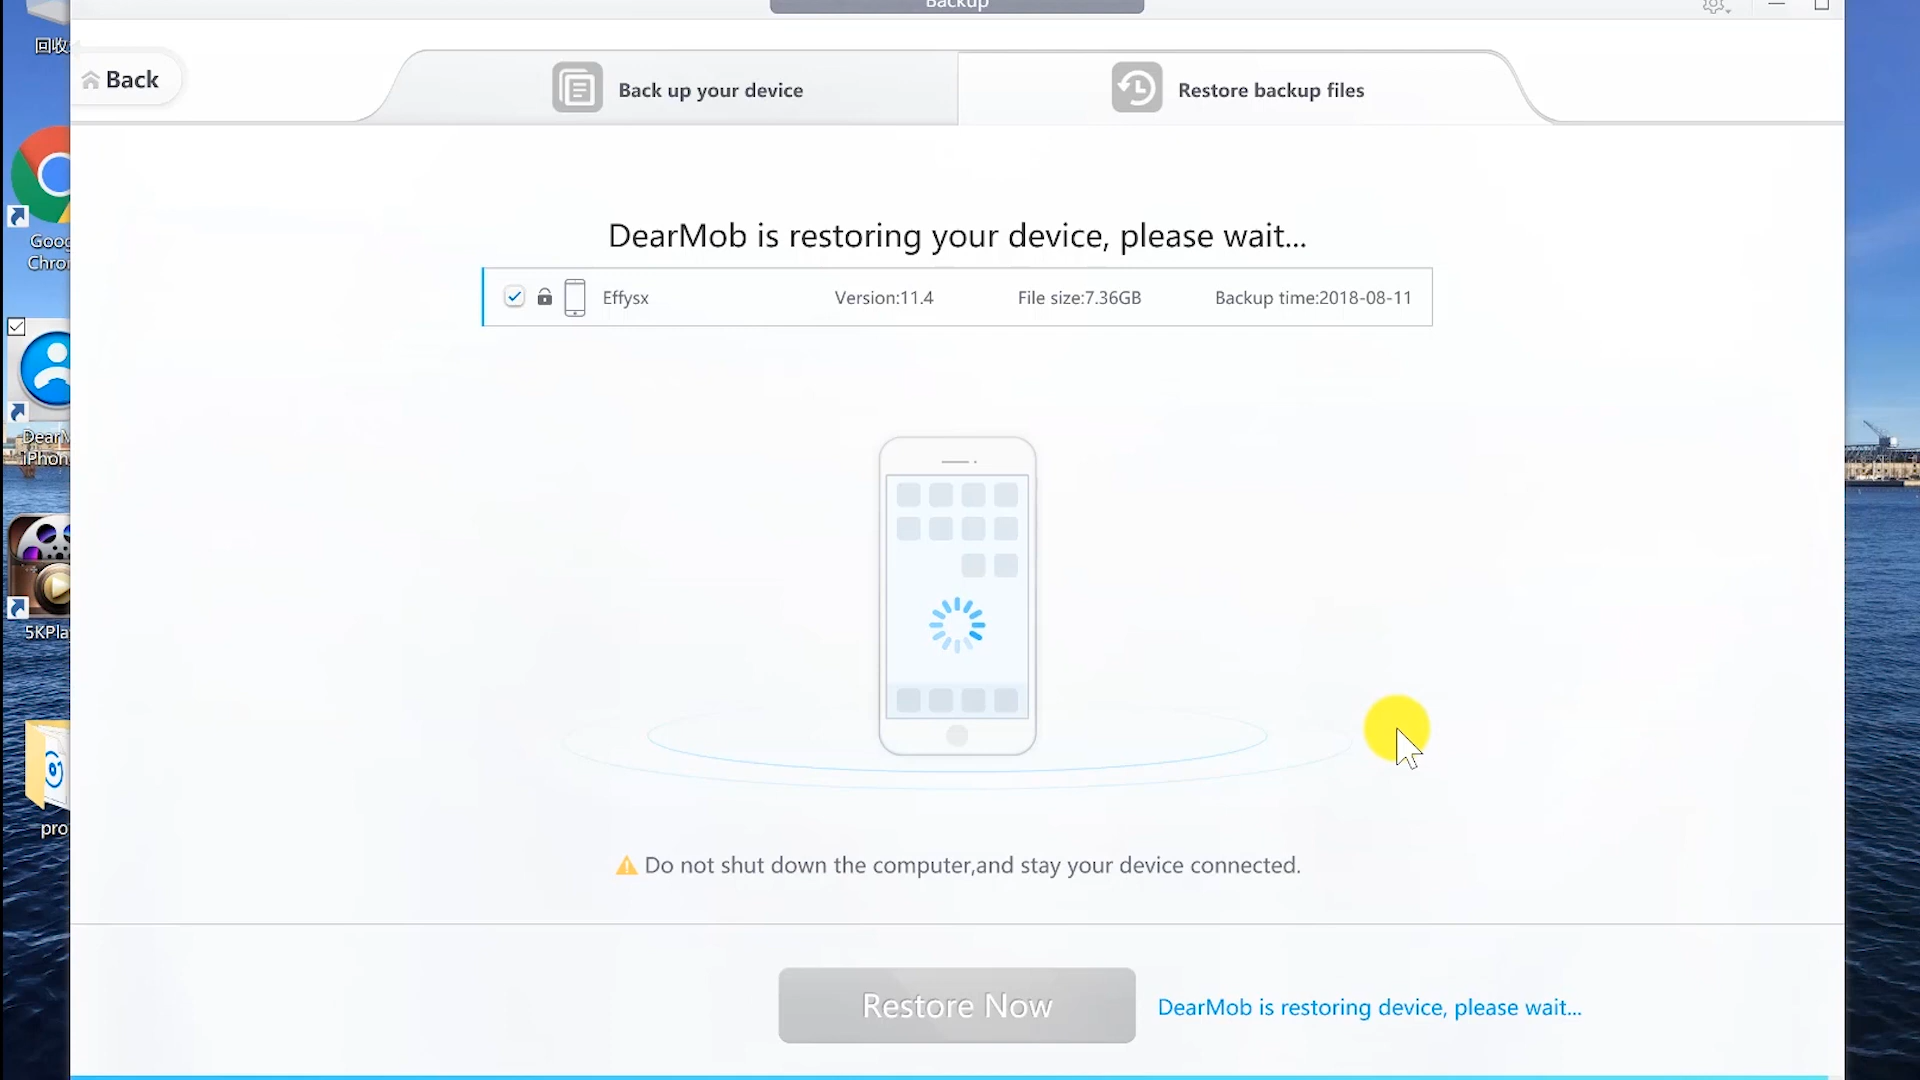 Backup
回收
Back
Back up your device
Restore backup files
DearMob is restoring your device, please wait...
Effysx
Version:11.4
File size:7.36GB
Backup time:2018-08-11
Goog
Chro
DearM
iPhon
5KPla
pro
Do not shut down the computer,and stay your device connected.
Restore Now
DearMob is restoring device, please wait...